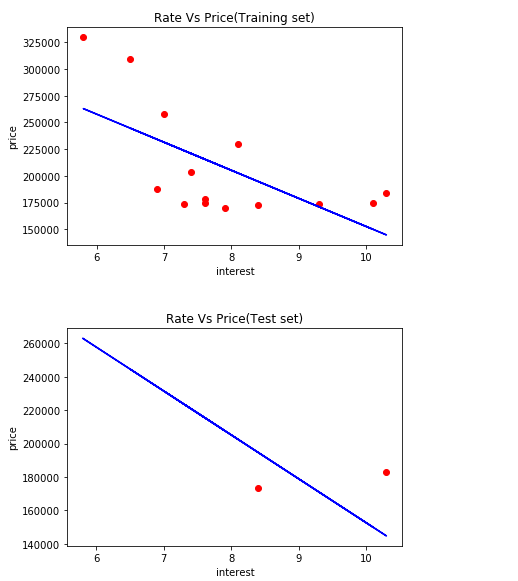 Rate Vs Price(Training set)
325000
300000
275000
250000
225000
200000
175000
150000
price
6 7 8 9 10
interest
Rate Vs Price(Test set)
260000
240000
220000
200000
180000
160000
140000
price
6 7 8 9 10
interest